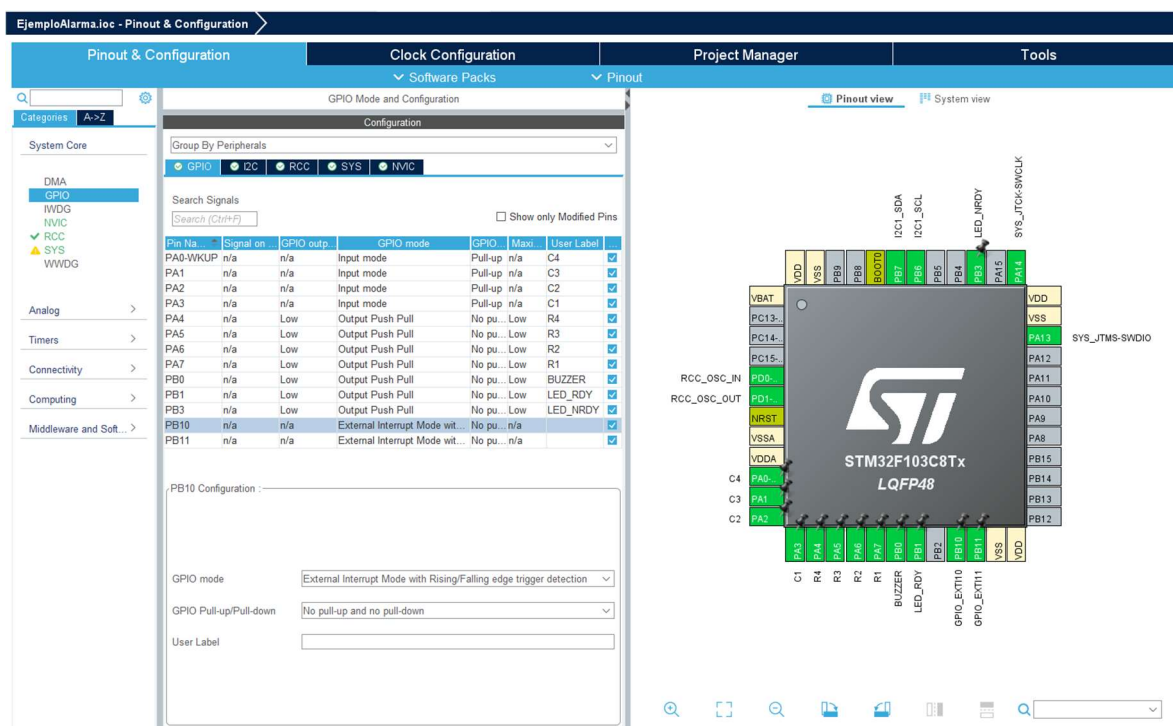 EjemploAlarma.ioc - Pinout & Configuration
Pinout & Configuration
Clock Configuration
Project Manager
Tools
Software Packs
Pinout
Categories
A->Z
System Core
DMA
GPIO
IWDG
NVIC
RCC
SYS
WWDG
Analog
Timers
Connectivity
Computing
Middleware and Soft...
GPIO Mode and Configuration
Configuration
Group By Peripherals
GPIO I2C RCC SYS NVIC
Search Signals
Search (Ctrl+F)
Show only Modified Pins
Pin Na... Signal on ... GPIO outp... GPIO mode GPIO... Maxi... User Label ...
PA0-WKUP n/a n/a Input mode Pull-up n/a C4
PA1 n/a n/a Input mode Pull-up n/a C3
PA2 n/a n/a Input mode Pull-up n/a C2
PA3 n/a n/a Input mode Pull-up n/a C1
PA4 n/a Low Output Push Pull No pu... Low R4
PA5 n/a Low Output Push Pull No pu... Low R3
PA6 n/a Low Output Push Pull No pu... Low R2
PA7 n/a Low Output Push Pull No pu... Low R1
PB0 n/a Low Output Push Pull No pu... Low BUZZER
PB1 n/a Low Output Push Pull No pu... Low LED_RDY
PB3 n/a Low Output Push Pull No pu... Low LED_NRDY
PB10 n/a n/a External Interrupt Mode wit... No pu... n/a
PB11 n/a n/a External Interrupt Mode wit... No pu... n/a
PB10 Configuration :
GPIO mode
External Interrupt Mode with Rising/Falling edge trigger detection
GPIO Pull-up/Pull-down
No pull-up and no pull-down
User Label
Pinout view
System view
I2C1_SDA
I2C1_SCL
LED_NRDY
SYS_JTCK-SWCLK
VDD
VSS
PB9
PB8
BOOT0
PB7
PB6
PB5
PB4
PB3
PA15
PA14
VBAT
PC13-..
PC14-..
PC15-..
RCC_OSC_IN PD0-..
RCC_OSC_OUT PD1-..
NRST
VSSA
VDDA
C4 PA0-..
C3 PA1
C2 PA2
VDD
VSS
PA13 SYS_JTMS-SWDIO
PA12
PA11
PA10
PA9
PA8
PB15
PB14
PB13
PB12
STM32F103C8Tx
LQFP48
PA3
PA4
PA5
PA6
PA7
PB0
PB1
PB2
PB10
PB11
VSS
VDD
C1
R4
R3
R2
R1
BUZZER
LED_RDY
GPIO_EXTI10
GPIO_EXTI11